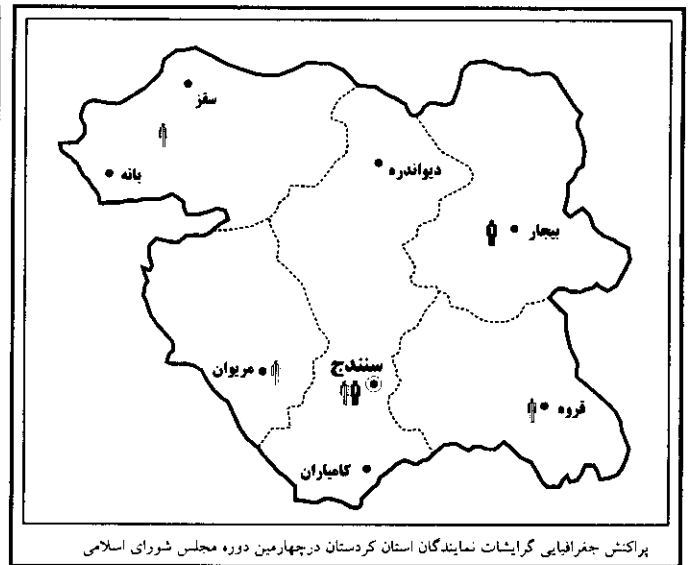 سقز
بانه
دیواندره
بیجار
مریوان
سنندج
قروه
کامیاران
پراکنش جغرافیایی گرایشات نمایندگان استان کردستان درچهارمین دوره مجلس شورای اسلامی